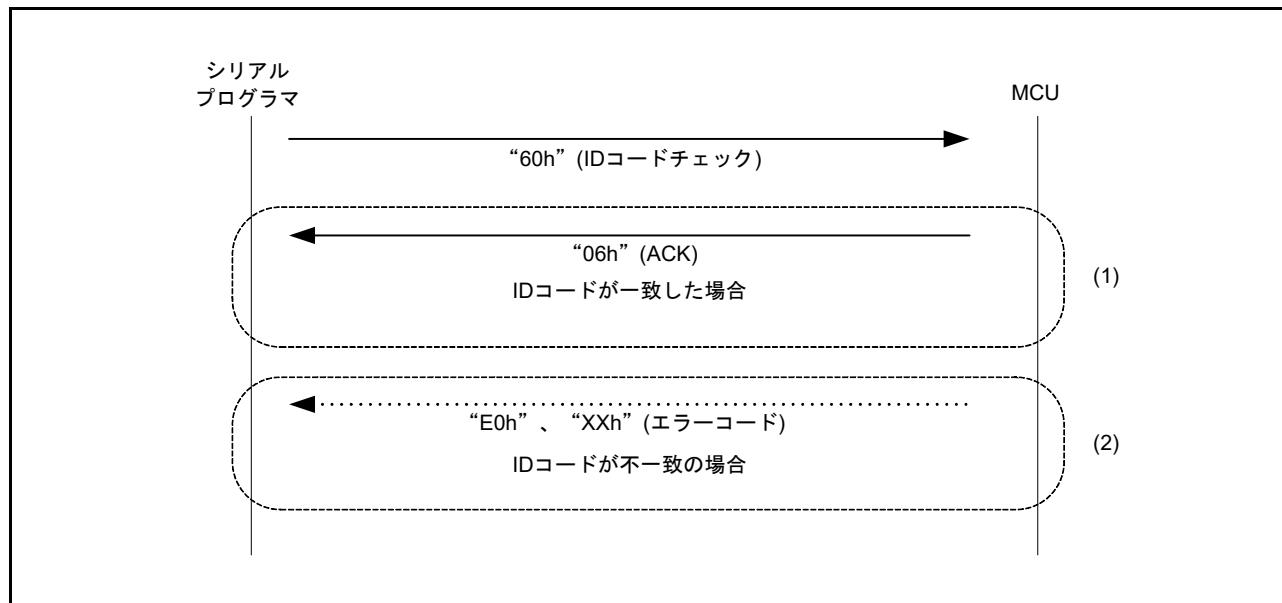 シリアル
プログラマ
MCU
“60h” (IDコードチェック)
“06h” (ACK)
IDコードが一致した場合
(1)
“E0h” 、 “XXh” (エラーコード)
IDコードが不一致の場合
(2)